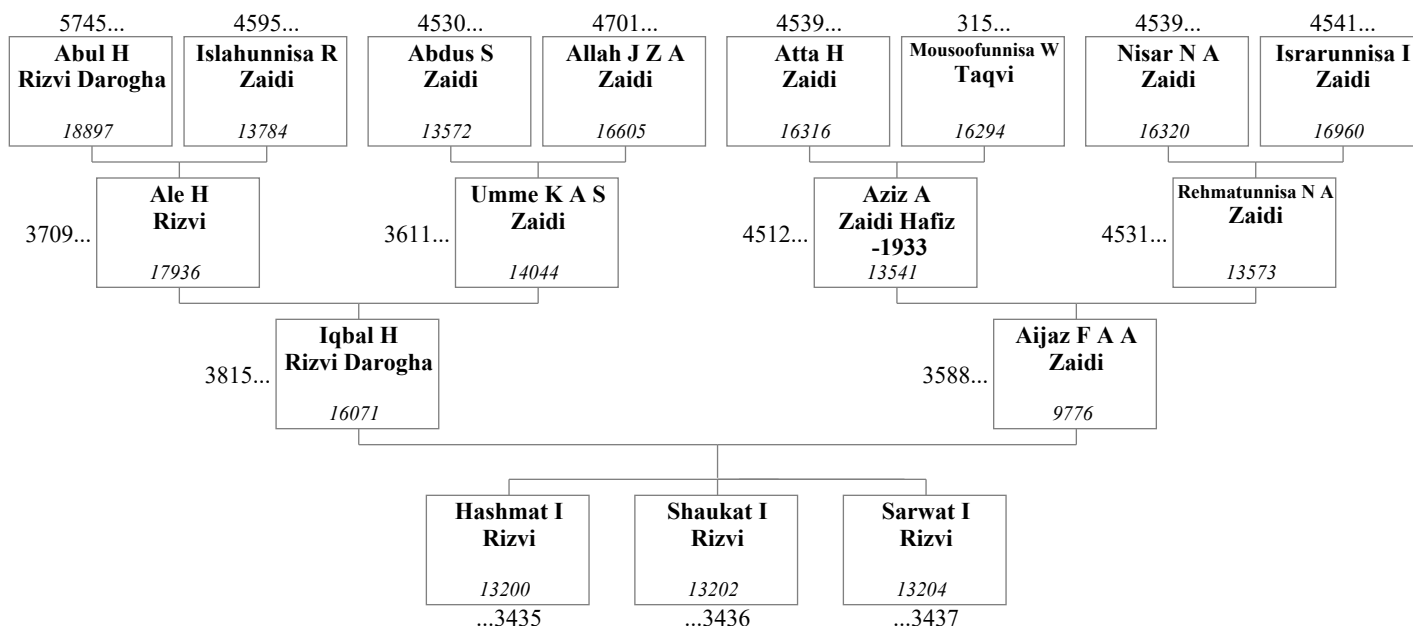 5745...
4595...
4530...
4701...
4539...
315...
4539...
4541...
Abul H
Rizvi Darogha
18897
Islahunnisa R
Zaidi
13784
Abdus S
Zaidi
13572
Allah J Z A
Zaidi
16605
Atta H
Zaidi
16316
Mousoofunnisa W
Taqvi
16294
Nisar N A
Zaidi
16320
Israrunnisa I
Zaidi
16960
3709...
Ale H
Rizvi
17936
3611...
Umme K A S
Zaidi
14044
4512...
Aziz A
Zaidi Hafiz
-1933
13541
4531...
Rehmatunnisa N A
Zaidi
13573
3815...
Iqbal H
Rizvi Darogha
16071
3588...
Aijaz F A A
Zaidi
9776
Hashmat I
Rizvi
13200
...3435
Shaukat I
Rizvi
13202
...3436
Sarwat I
Rizvi
13204
...3437